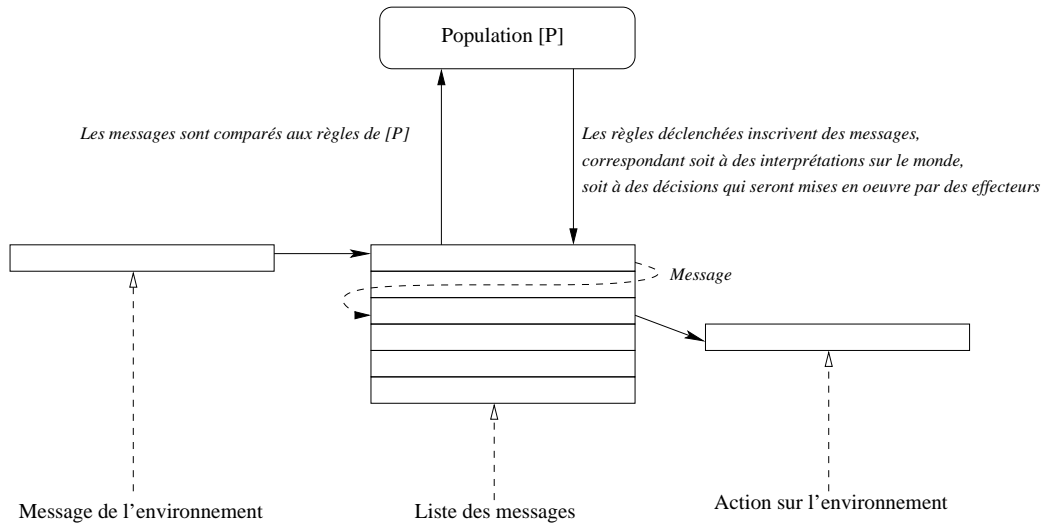 Population [P]
Les messages sont comparés aux règles de [P]
Les règles déclenchées inscrivent des messages,
correspondant soit à des interprétations sur le monde,
soit à des décisions qui seront mises en oeuvre par des effecteurs
Message
Message de l’environnement
Liste des messages
Action sur l’environnement